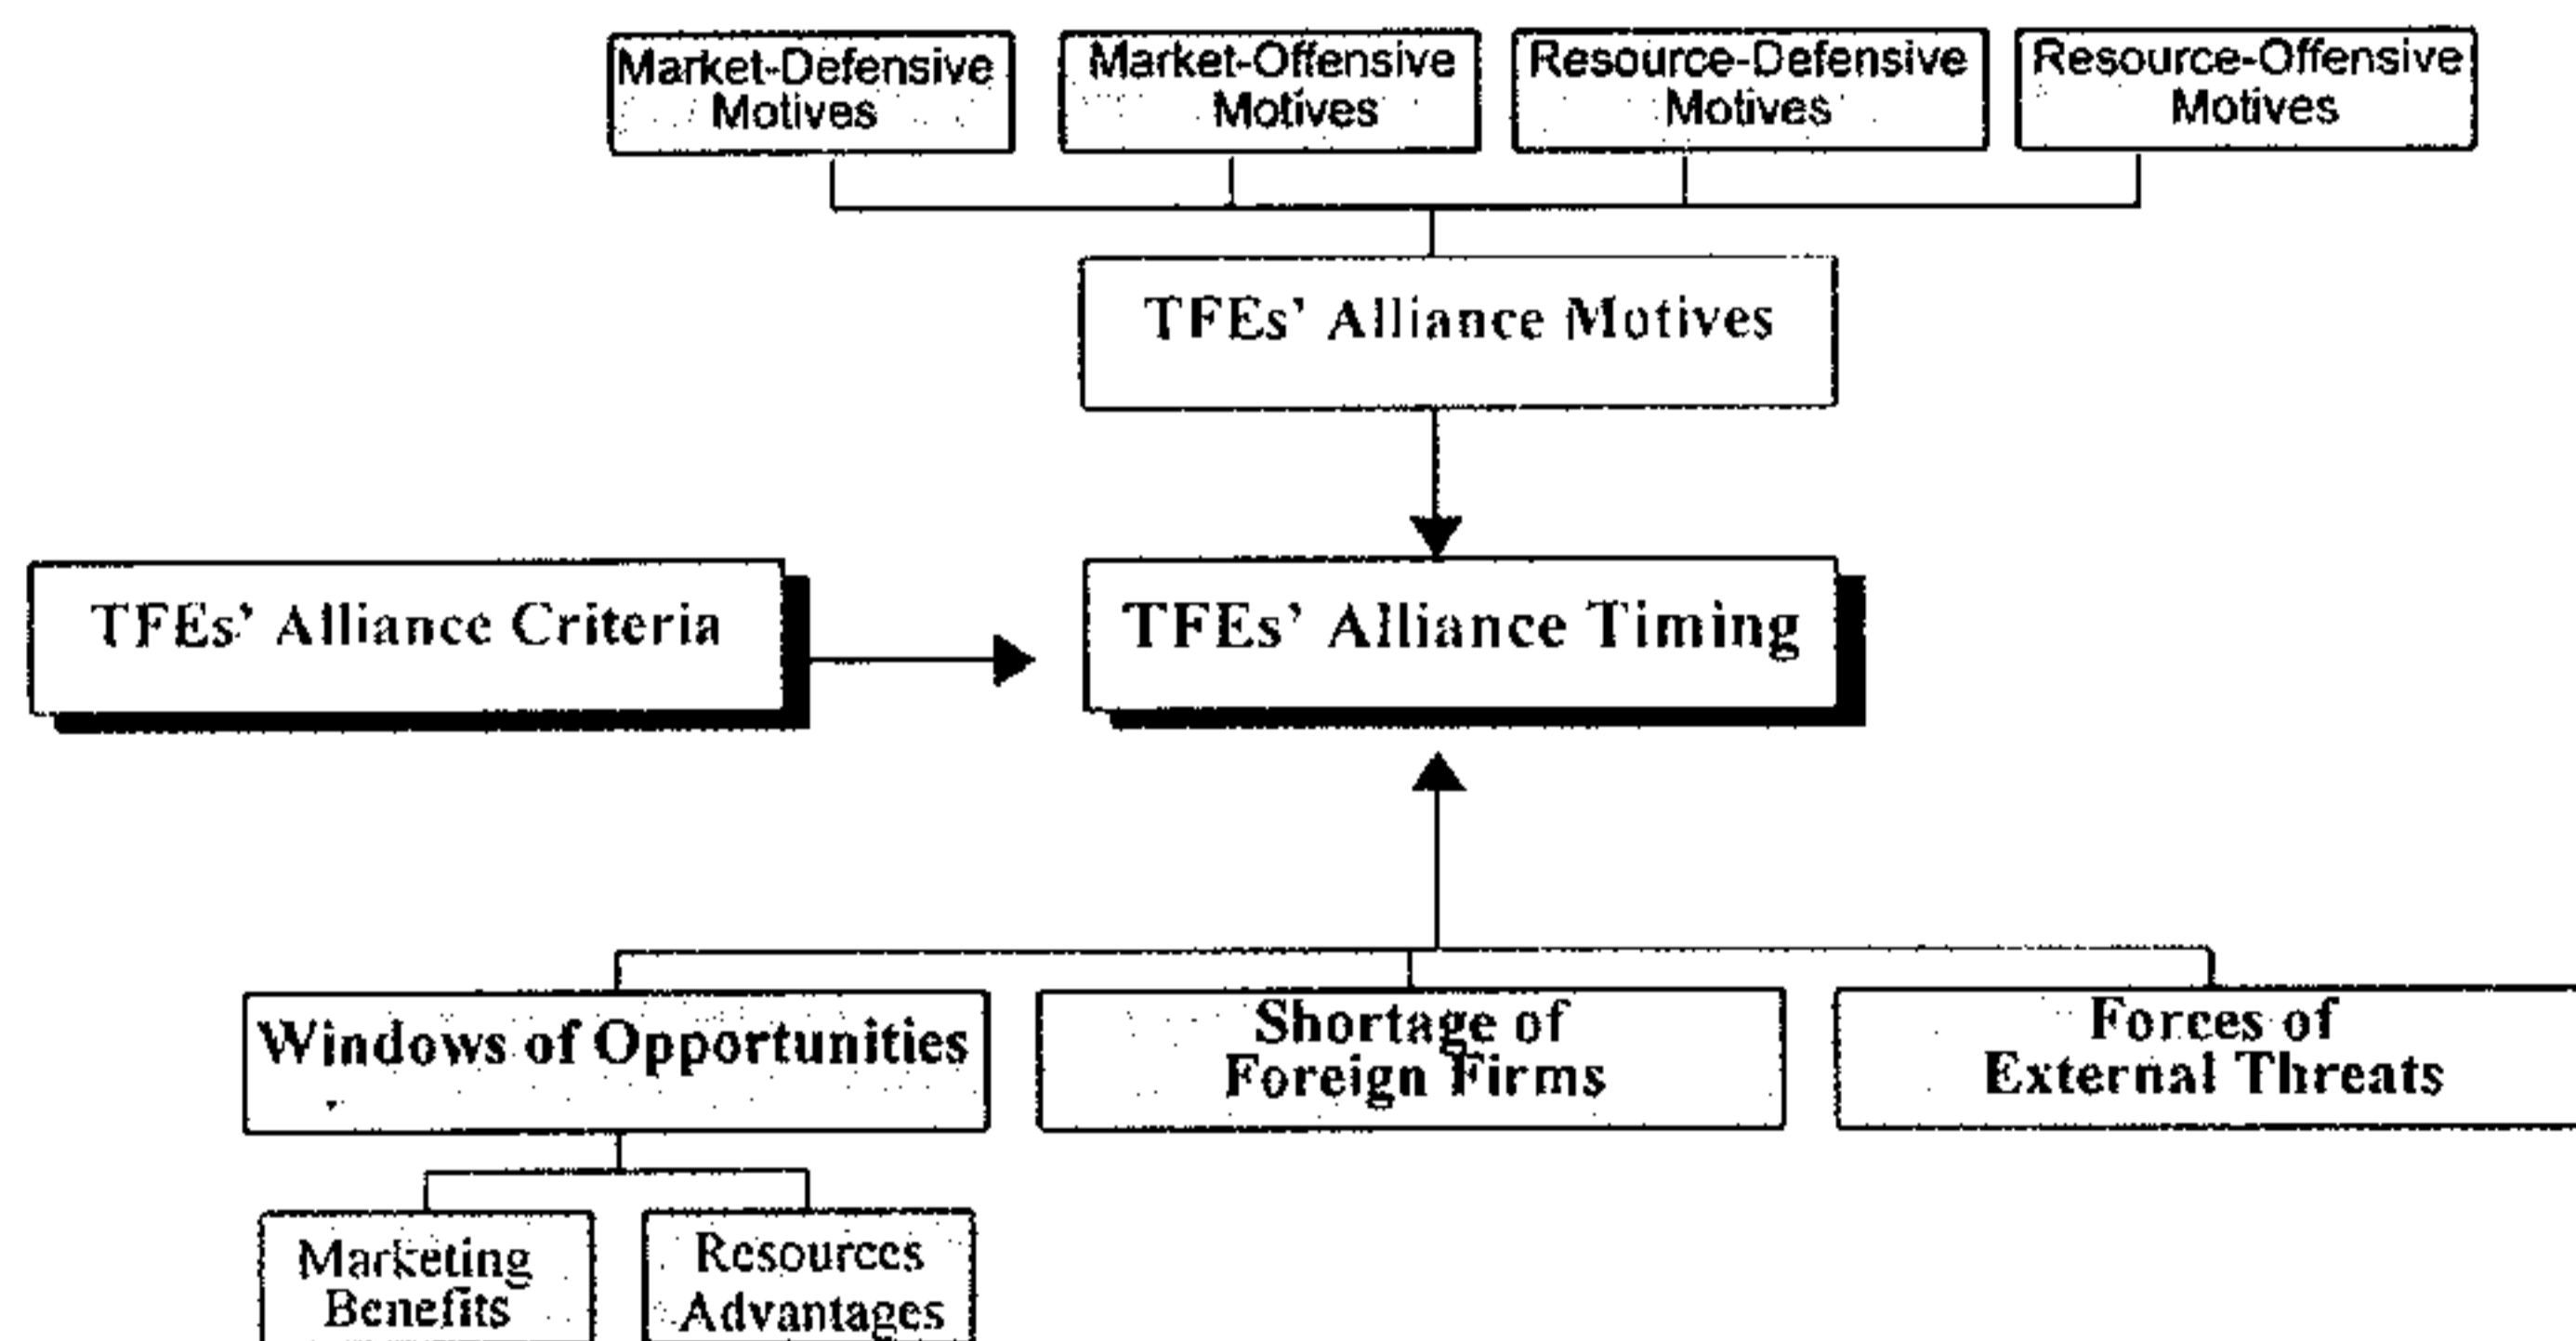 Market-Defensive
Motives
Market-Offensive
Motives
Resource-Defensive
Motives
Resource-Offensive
Motives
TFEs' Alliance Motives
TFEs' Alliance Criteria
TFEs' Alliance Timing
Windows of Opportunities
Shortage of
Foreign Firms
Forces of
External Threats
Marketing
Benefits
Resources
Advantages